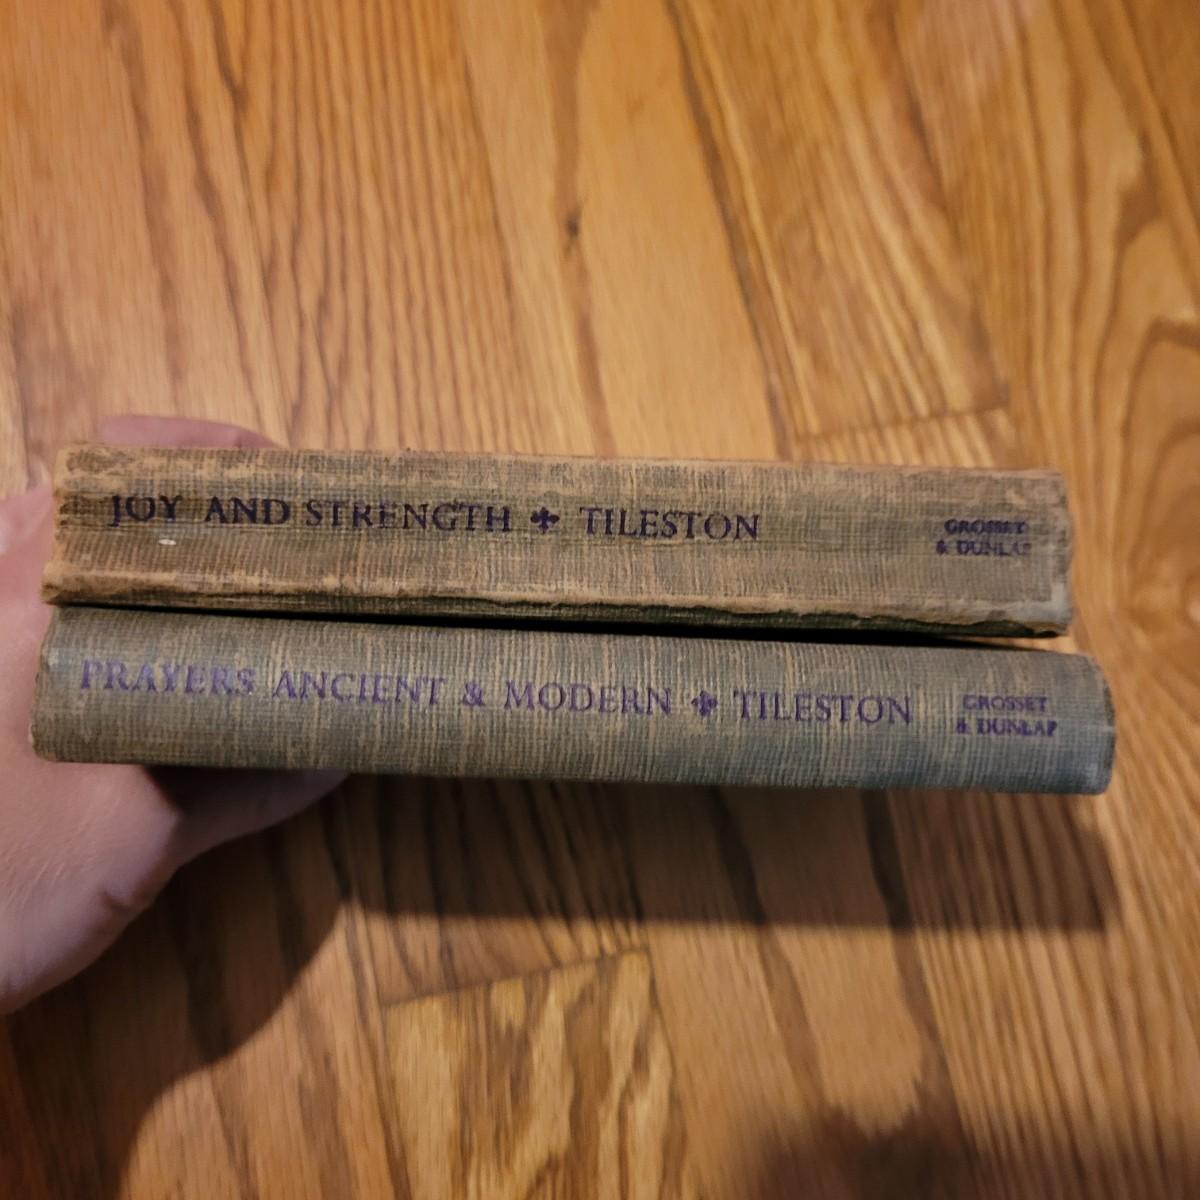 JOY AND STRENGTH ⚜ TILESTON
GROSSET
& DUNLAP
PRAYERS ANCIENT & MODERN ⚜ TILESTON
GROSSET
& DUNLAP